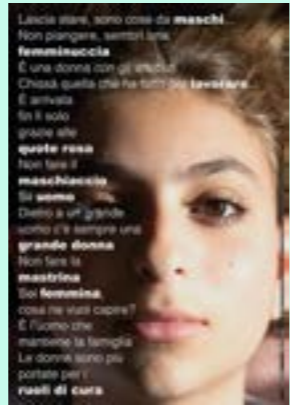 Lascia stare, sono cose da maschi...
Non piangere, sembri una
femminuccia
È una donna con gli attributi
Chissà quella che ha fatto per lavorare...
È arrivata
fin lì solo
grazie alle
quote rosa
Non fare il
maschiaccio
Sii uomo
Dietro a un grande
uomo c'è sempre una
grande donna
Non fare la
mastrina
Sei femmina,
cosa ne vuoi capire?
È l'uomo che
mantiene la famiglia
Le donne sono più
portate per i
ruoli di cura